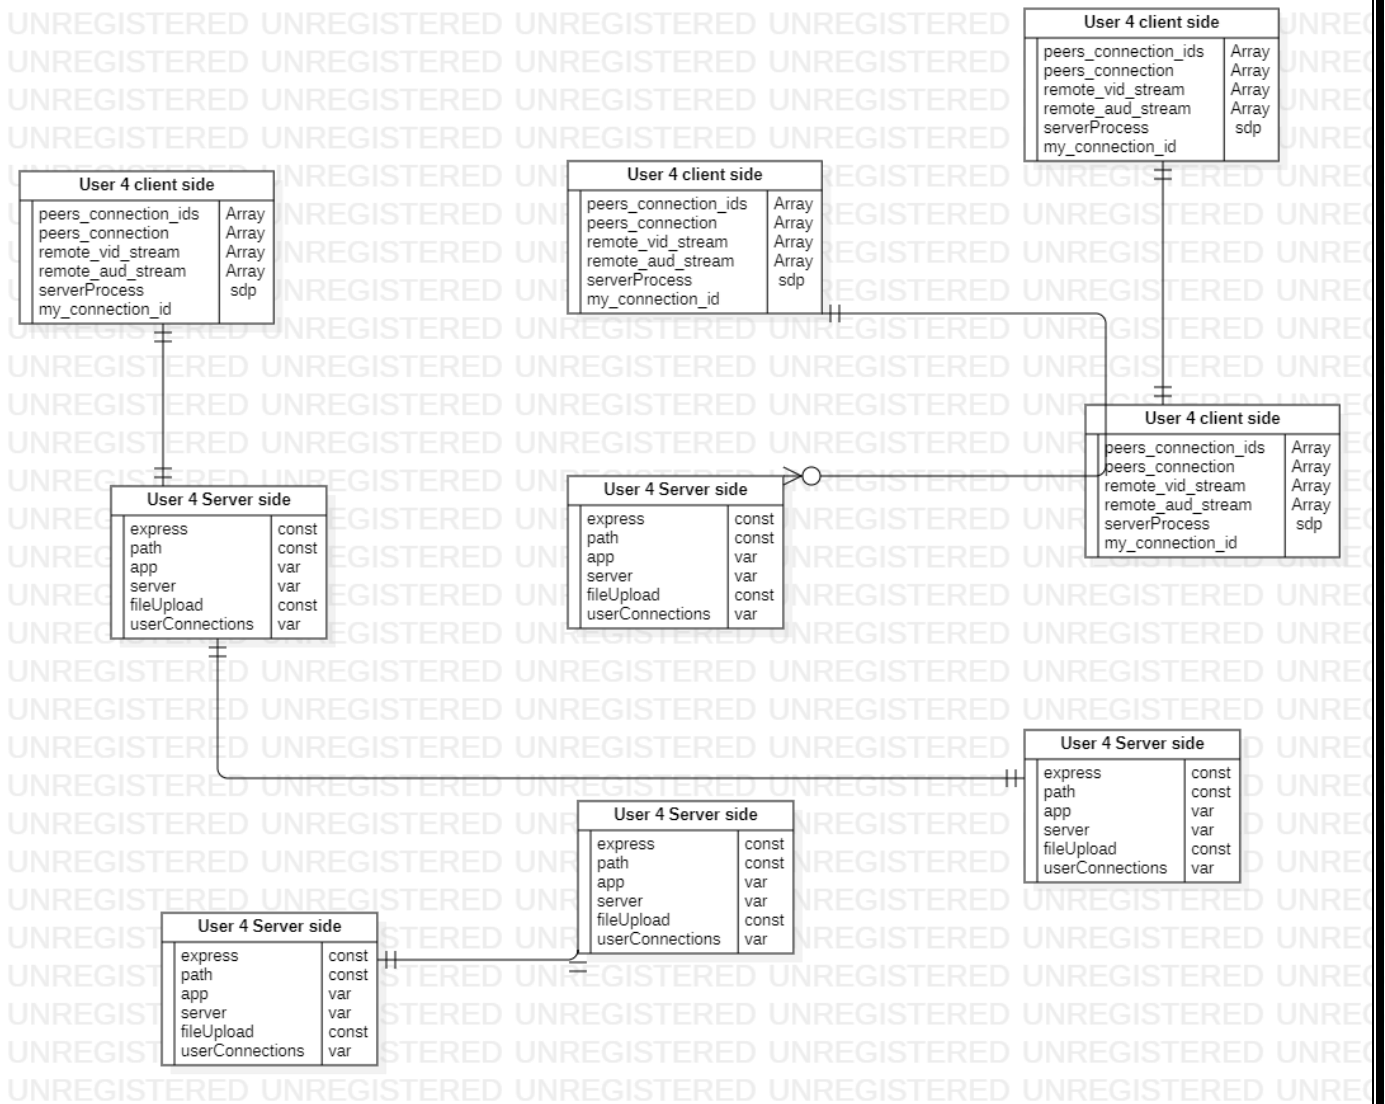 User 4 client side
peers_connection_ids Array
peers_connection Array
remote_vid_stream Array
remote_aud_stream Array
serverProcess sdp
my_connection_id
User 4 client side
peers_connection_ids Array
peers_connection Array
remote_vid_stream Array
remote_aud_stream Array
serverProcess sdp
my_connection_id
User 4 client side
peers_connection_ids Array
peers_connection Array
remote_vid_stream Array
remote_aud_stream Array
serverProcess sdp
my_connection_id
User 4 client side
peers_connection_ids Array
peers_connection Array
remote_vid_stream Array
remote_aud_stream Array
serverProcess sdp
my_connection_id
User 4 Server side
express const
path const
app var
server var
fileUpload const
userConnections var
User 4 Server side
express const
path const
app var
server var
fileUpload const
userConnections var
User 4 Server side
express const
path const
app var
server var
fileUpload const
userConnections var
User 4 Server side
express const
path const
app var
server var
fileUpload const
userConnections var
User 4 Server side
express const
path const
app var
server var
fileUpload const
userConnections var
UNREGISTERED UNREGISTERED UNREGISTERED UNREGISTERED UNREGISTERED